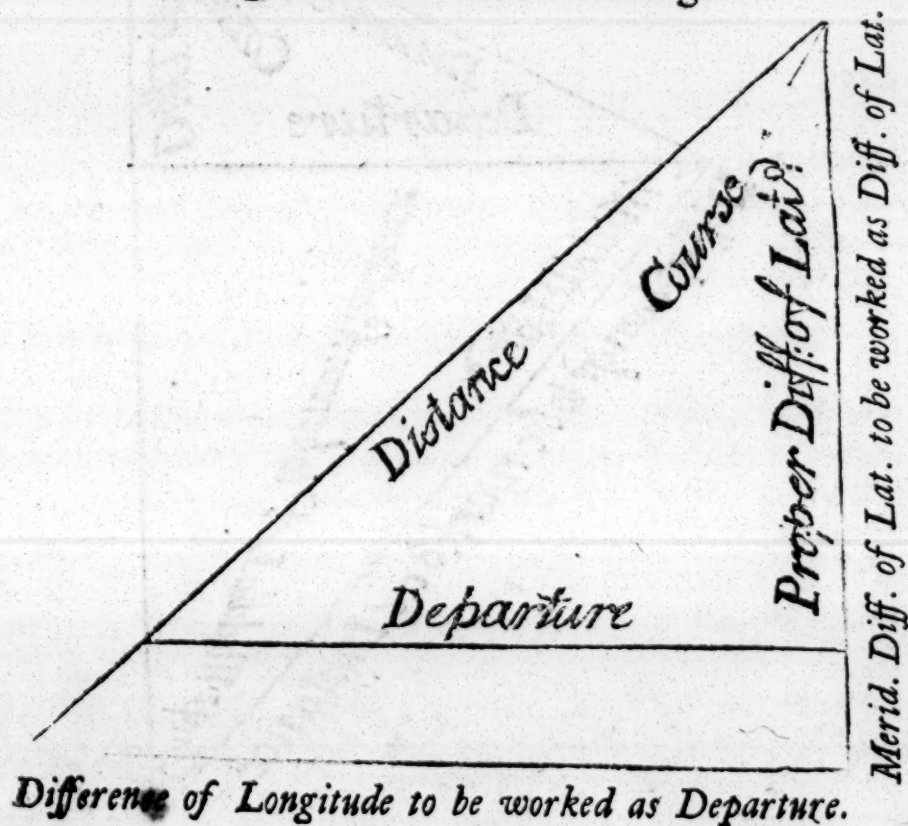 Course
Distance
Proper Diff: of Lat:
Departure
Merid. Diff. of Lat. to be worked as Diff. of Lat.
Difference of Longitude to be worked as Departure.